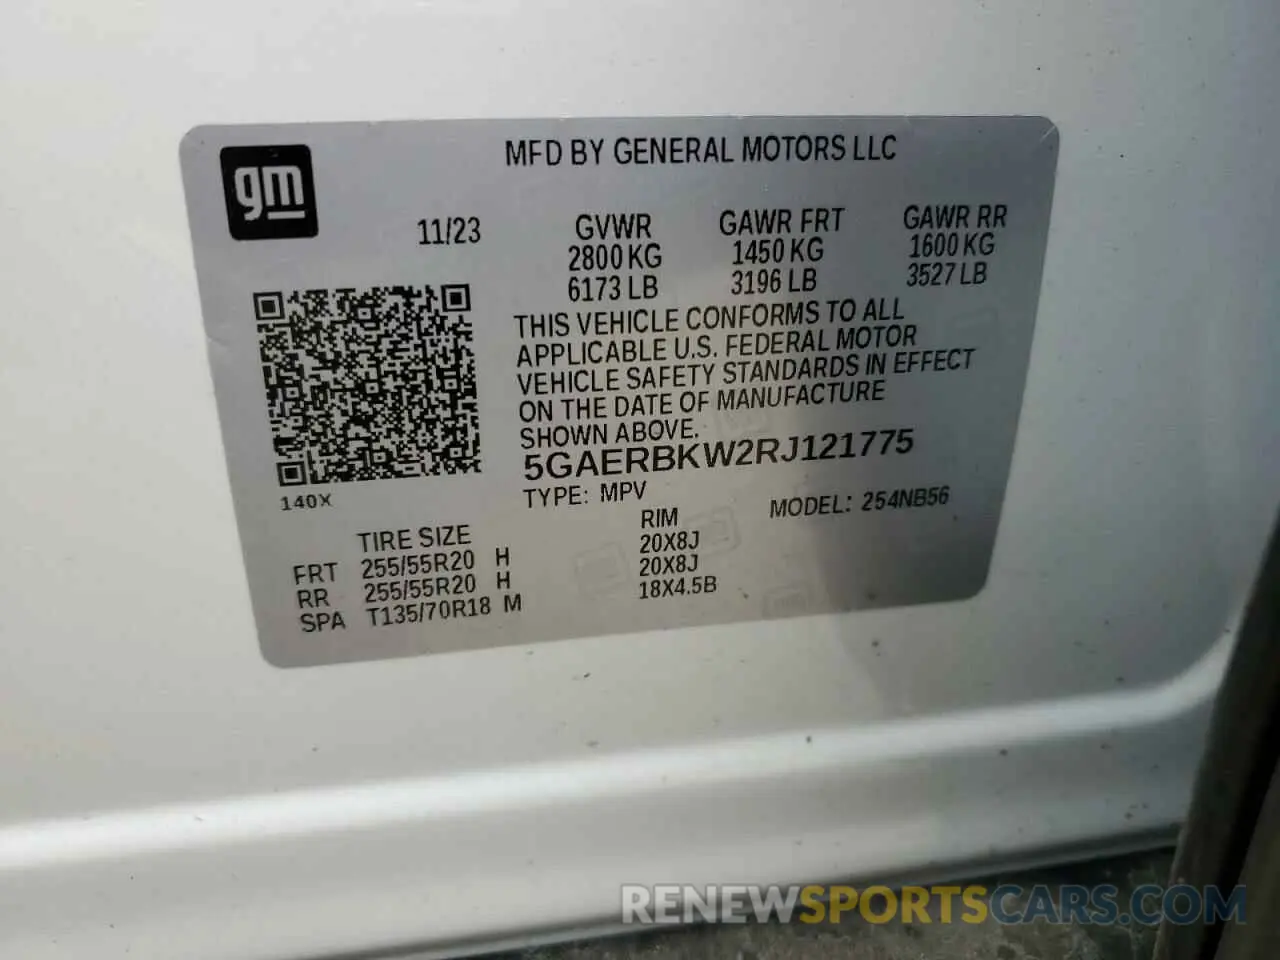 MFD BY GENERAL MOTORS LLC
gm
11/23
GVWR GAWR FRT GAWR RR
2800 KG 1450 KG 1600 KG
6173 LB 3196 LB 3527 LB
THIS VEHICLE CONFORMS TO ALL
APPLICABLE U.S. FEDERAL MOTOR
VEHICLE SAFETY STANDARDS IN EFFECT
ON THE DATE OF MANUFACTURE
SHOWN ABOVE.
5GAERBKW2RJ121775
140X
TYPE: MPV MODEL: 254NB56
TIRE SIZE RIM
FRT 255/55R20 H 20X8J
RR 255/55R20 H 20X8J
SPA T135/70R18 M 18X4.5B
RENEWSPORTSCARS.COM